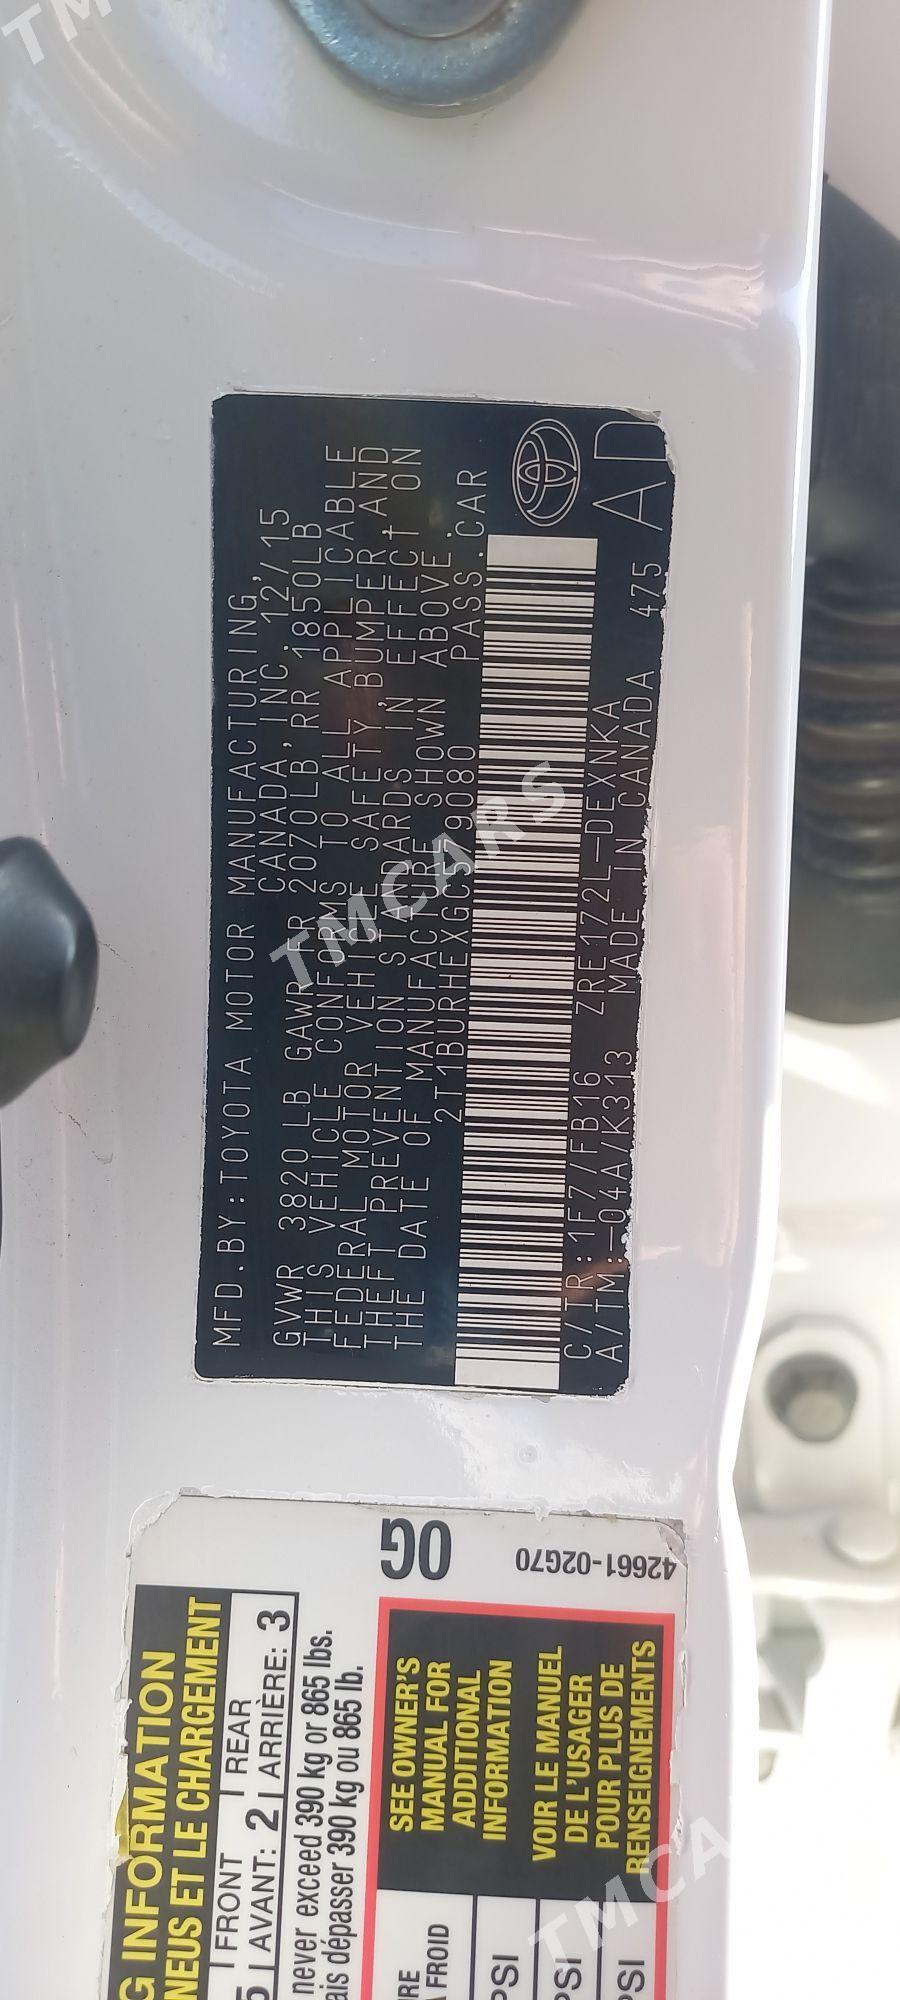 MFD.BY:TOYOTA MOTOR MANUFACTURING,
CANADA, INC. 12/15
GVWR 3820 LB GAWR FR 2070LB, RR 1850LB
THIS VEHICLE CONFORMS TO ALL APPLICABLE
FEDERAL MOTOR VEHICLE SAFETY, BUMPER, AND
THEFT PREVENTION STANDARDS IN EFFECT ON
THE DATE OF MANUFACTURE SHOWN ABOVE.
2T1BURHEXGC579080 PASS.CAR
C/TR:1F7/FB16 ZRE172L-DEXNKA
A/TM:-04A/K313 MADE IN CANADA 475
AD
0G
42661-02G70
G INFORMATION
NEUS ET LE CHARGEMENT
5 FRONT AVANT: 2 REAR ARRIÈRE: 3
never exceed 390 kg or 865 lbs.
ais dépasser 390 kg ou 865 lb.
SEE OWNER'S
MANUAL FOR
ADDITIONAL
INFORMATION
VOIR LE MANUEL
DE L'USAGER
POUR PLUS DE
RENSEIGNEMENTS
FROID
PSI
PSI
PSI
TMCARS